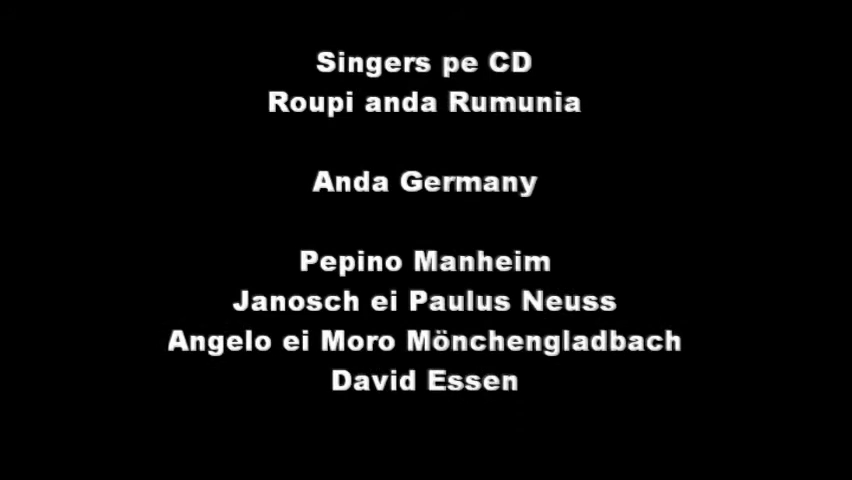 Singers pe CD
Roupi anda Rumunia
Anda Germany
Pepino Manheim
Janosch ei Paulus Neuss
Angelo ei Moro Mönchengladbach
David Essen